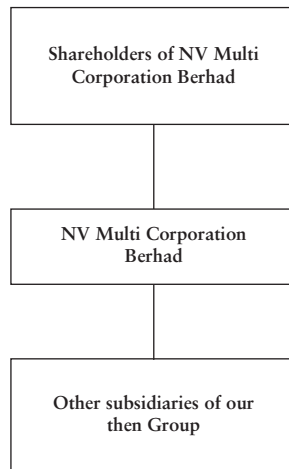 Shareholders of NV Multi
Corporation Berhad
NV Multi Corporation
Berhad
Other subsidiaries of our
then Group